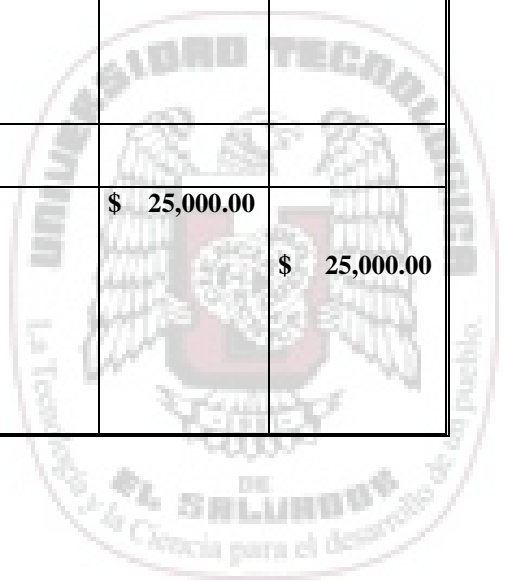 UNIVERSIDAD TECNOLOGICA
$ 25,000.00
$ 25,000.00
La Tecnología y la Ciencia para el desarrollo de un pueblo.
DE
EL SALVADOR